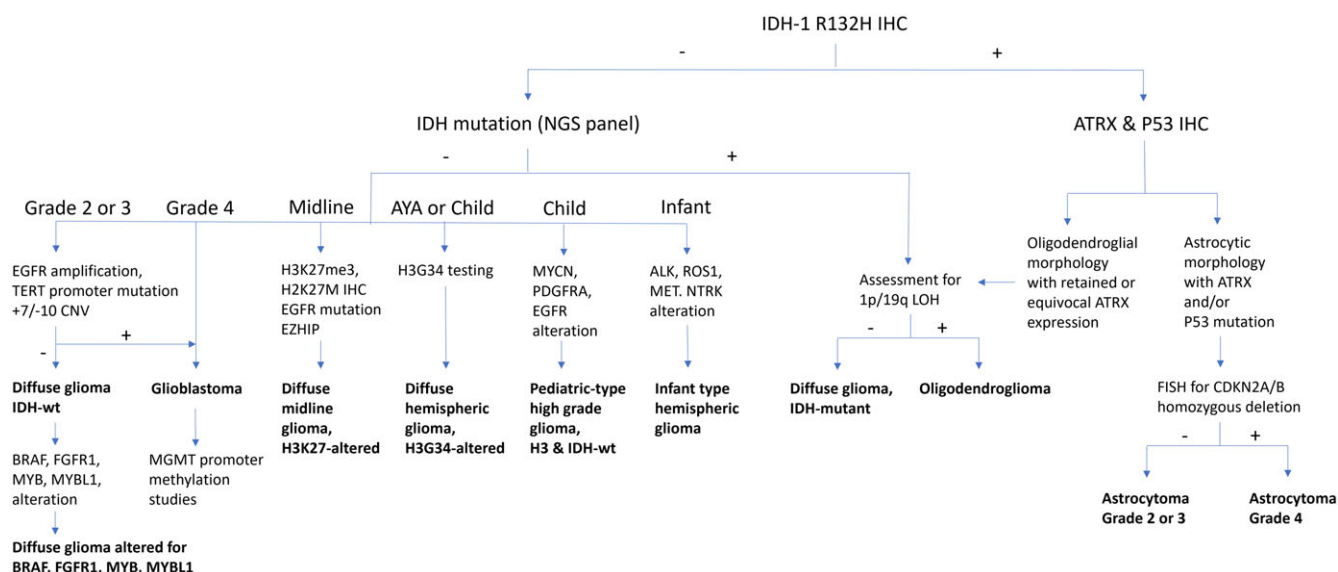 IDH-1 R132H IHC
-
+
IDH mutation (NGS panel)
ATRX & P53 IHC
-
+
Grade 2 or 3
Grade 4
Midline
AYA or Child
Child
Infant
EGFR amplification,
TERT promoter mutation
+7/-10 CNV
H3K27me3,
H2K27M IHC
EGFR mutation
EZHIP
H3G34 testing
MYCN,
PDGFRA,
EGFR
alteration
ALK, ROS1,
MET. NTRK
alteration
Assessment for
1p/19q LOH
Oligodendroglial
morphology
with retained or
equivocal ATRX
expression
Astrocytic
morphology
with ATRX
and/or
P53 mutation
-
+
-
+
Diffuse glioma
IDH-wt
Glioblastoma
Diffuse
midline
glioma,
H3K27-altered
Diffuse
hemispheric
glioma,
H3G34-altered
Pediatric-type
high grade
glioma,
H3 & IDH-wt
Infant type
hemispheric
glioma
Diffuse glioma,
IDH-mutant
Oligodendroglioma
FISH for CDKN2A/B
homozygous deletion
-
+
BRAF, FGFR1,
MYB, MYBL1,
alteration
MGMT promoter
methylation
studies
Astrocytoma
Grade 2 or 3
Astrocytoma
Grade 4
Diffuse glioma altered for
BRAF, FGFR1, MYB, MYBL1